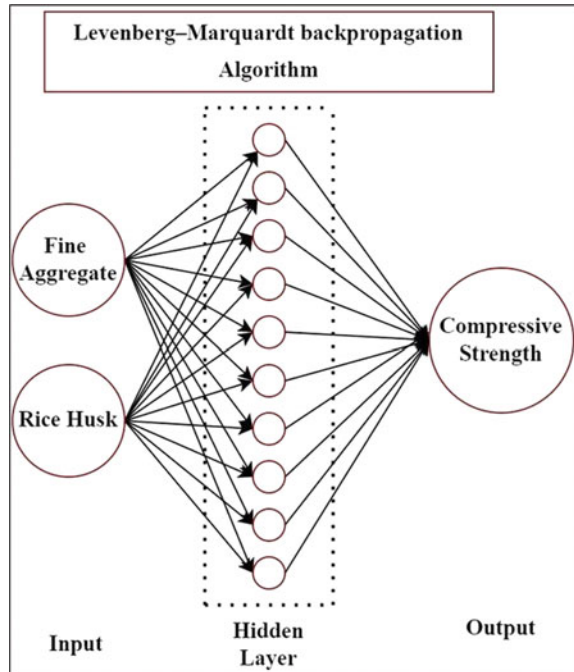 Levenberg–Marquardt backpropagation
Algorithm
Fine
Aggregate
Rice Husk
Compressive
Strength
Input
Hidden
Layer
Output